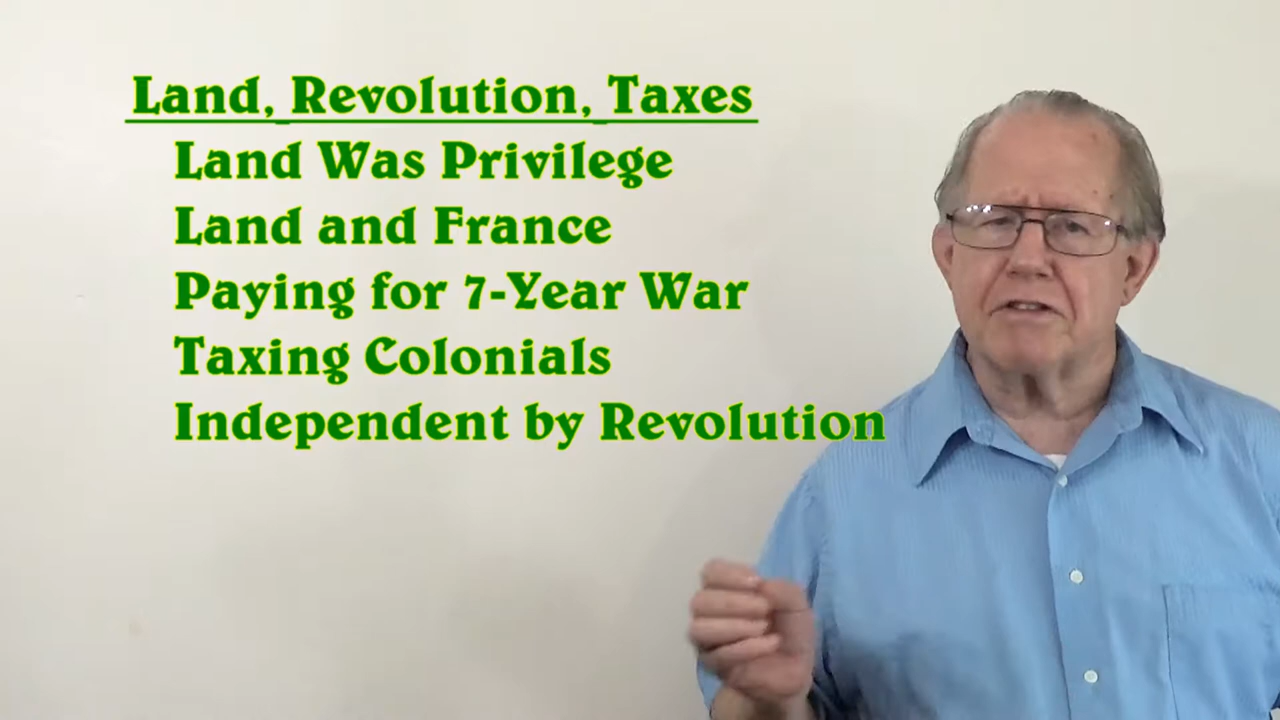 Land, Revolution, Taxes
Land Was Privilege
Land and France
Paying for 7-Year War
Taxing Colonials
Independent by Revolution